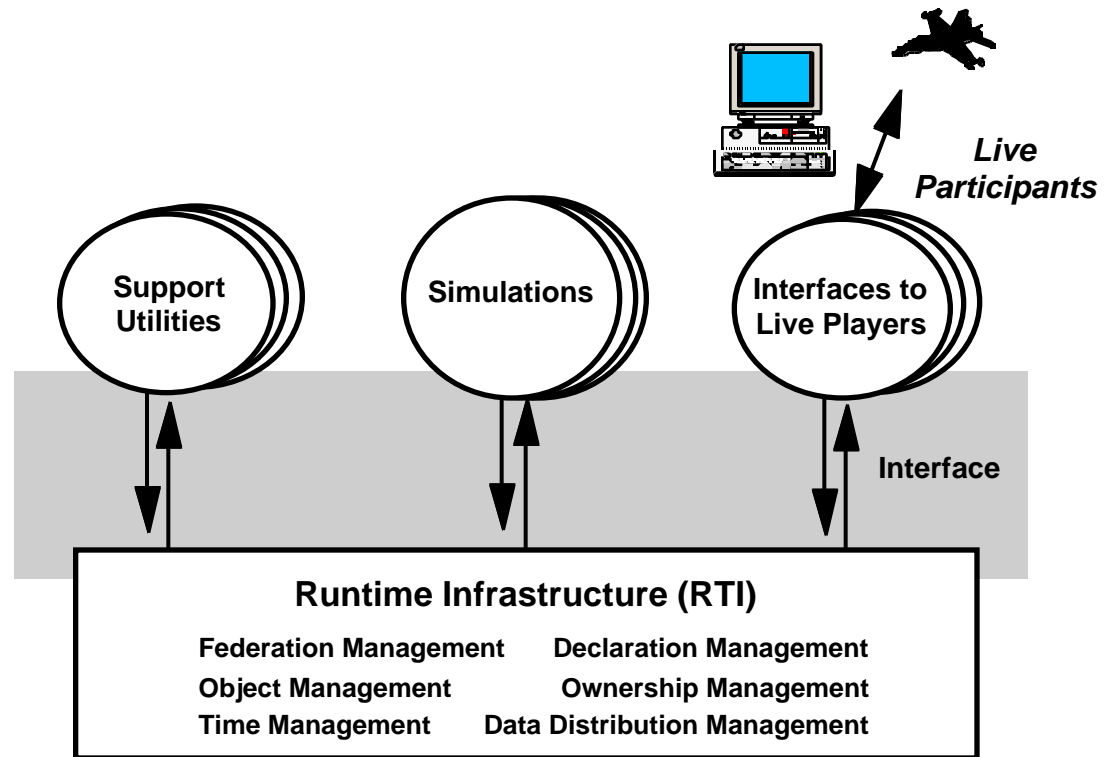 Live
Participants
Support
Utilities
Simulations
Interfaces to
Live Players
Interface
Runtime Infrastructure (RTI)
Federation Management Declaration Management
Object Management Ownership Management
Time Management Data Distribution Management